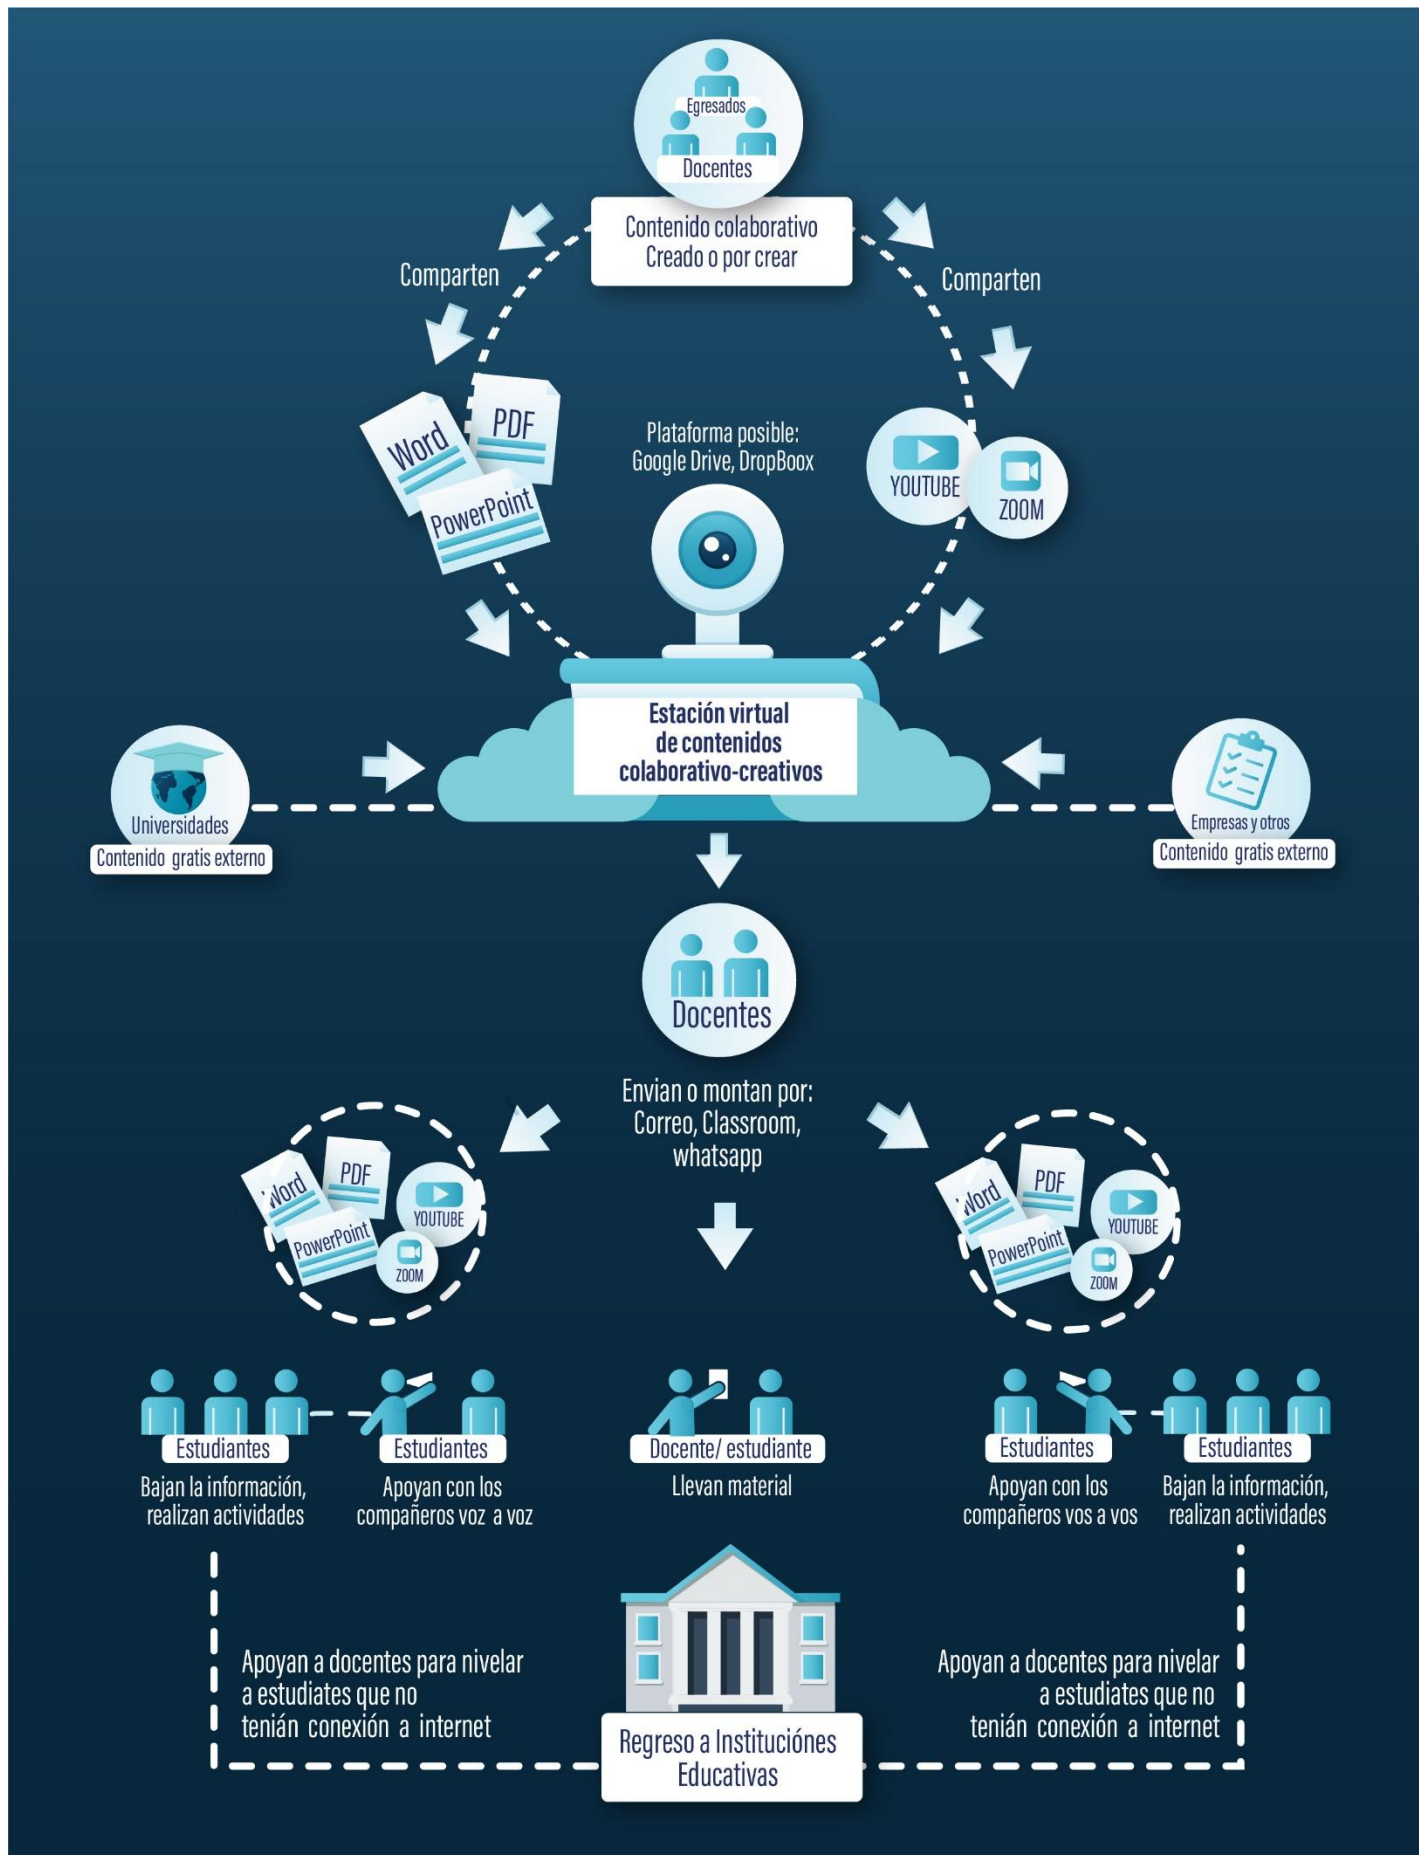 Egresados
Docentes
Contenido colaborativo
Creado o por crear
Comparten
Comparten
Word
PDF
PowerPoint
Plataforma posible:
Google Drive, DropBoox
YOUTUBE
ZOOM
Estación virtual
de contenidos
colaborativo-creativos
Universidades
Contenido gratis externo
Empresas y otros
Contenido gratis externo
Docentes
Envian o montan por:
Correo, Classroom,
whatsapp
Word
PDF
YOUTUBE
PowerPoint
ZOOM
Word
PDF
YOUTUBE
PowerPoint
ZOOM
Estudiantes
Bajan la información,
realizan actividades
Estudiantes
Apoyan con los
compañeros voz a voz
Docente/ estudiante
Llevan material
Estudiantes
Apoyan con los
compañeros vos a vos
Estudiantes
Bajan la información,
realizan actividades
Apoyan a docentes para nivelar
a estudiates que no
tenián conexión a internet
Apoyan a docentes para nivelar
a estudiates que no
tenián conexión a internet
Regreso a Instituciónes
Educativas